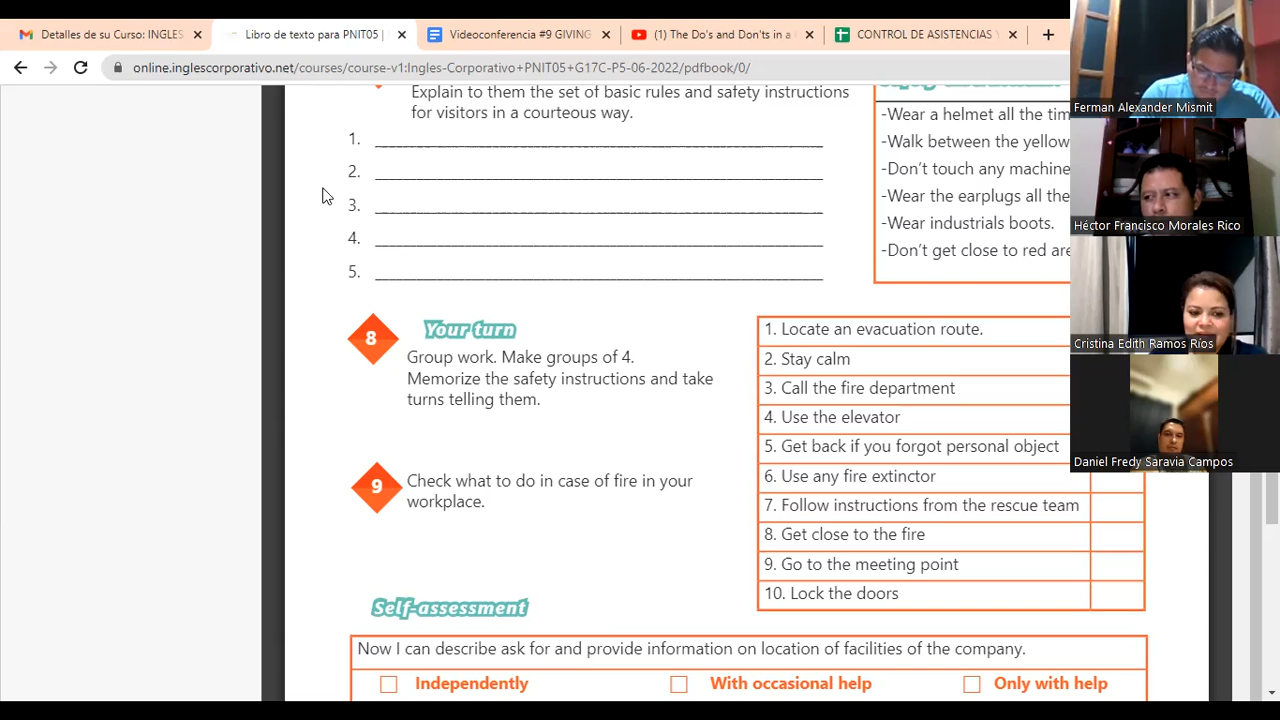 Detalles de su Curso: INGLES
Libro de texto para PNIT05 |
Videoconferencia #9 GIVING
(1) The Do's and Don'ts in a
CONTROL DE ASISTENCIAS
online.inglescorporativo.net/courses/course-v1:Ingles-Corporativo+PNIT05+G17C-P5-06-2022/pdfbook/0/
Explain to them the set of basic rules and safety instructions
for visitors in a courteous way.
1.
2.
3.
4.
5.
-Wear a helmet all the tim
-Walk between the yellow
-Don't touch any machine
-Wear the earplugs all the
-Wear industrials boots.
-Don't get close to red are
8
Your turn
Group work. Make groups of 4.
Memorize the safety instructions and take
turns telling them.
9
Check what to do in case of fire in your
workplace.
1. Locate an evacuation route.
2. Stay calm
3. Call the fire department
4. Use the elevator
5. Get back if you forgot personal object
6. Use any fire extinctor
7. Follow instructions from the rescue team
8. Get close to the fire
9. Go to the meeting point
10. Lock the doors
Self-assessment
Now I can describe ask for and provide information on location of facilities of the company.
Independently
With occasional help
Only with help
Ferman Alexander Mismit
Héctor Francisco Morales Rico
Cristina Edith Ramos Ríos
Daniel Fredy Saravia Campos